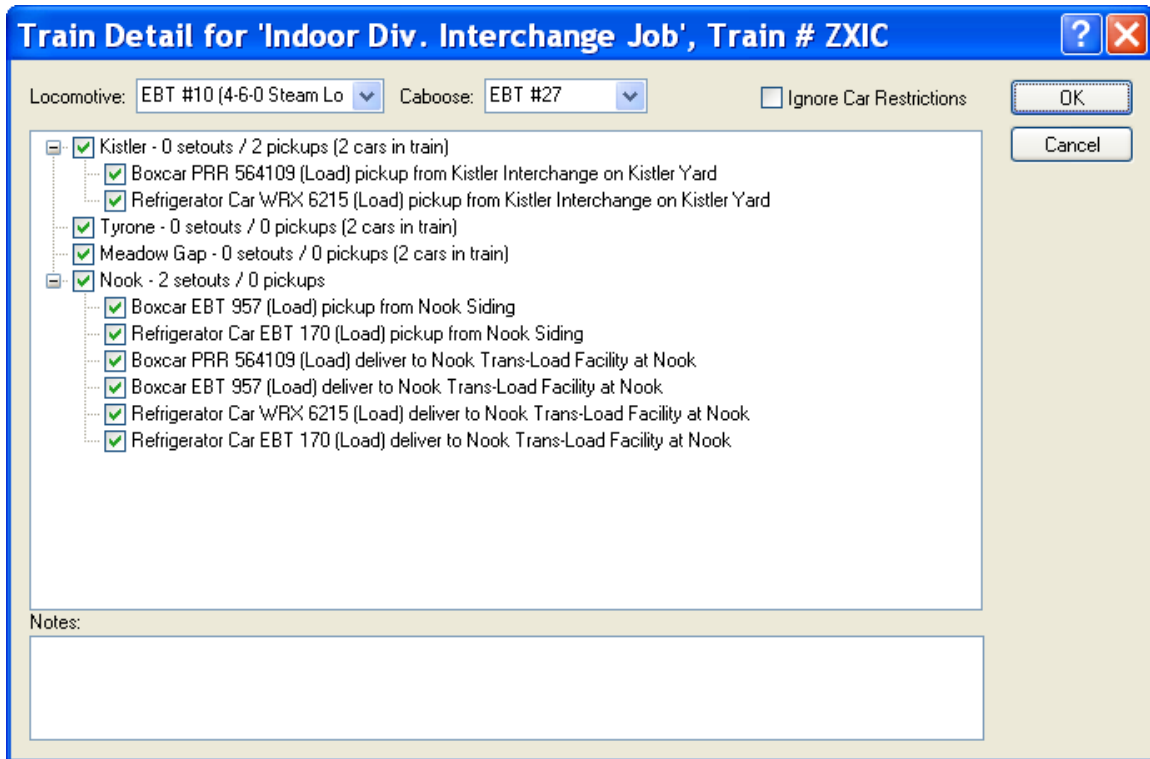 Train Detail for 'Indoor Div. Interchange Job', Train # ZXIC
Locomotive: EBT #10 (4-6-0 Steam Lo Caboose: EBT #27 Ignore Car Restrictions OK
Cancel
Kistler - 0 setouts / 2 pickups (2 cars in train)
Boxcar PRR 564109 (Load) pickup from Kistler Interchange on Kistler Yard
Refrigerator Car WRX 6215 (Load) pickup from Kistler Interchange on Kistler Yard
Tyrone - 0 setouts / 0 pickups (2 cars in train)
Meadow Gap - 0 setouts / 0 pickups (2 cars in train)
Nook - 2 setouts / 0 pickups
Boxcar EBT 957 (Load) pickup from Nook Siding
Refrigerator Car EBT 170 (Load) pickup from Nook Siding
Boxcar PRR 564109 (Load) deliver to Nook Trans-Load Facility at Nook
Boxcar EBT 957 (Load) deliver to Nook Trans-Load Facility at Nook
Refrigerator Car WRX 6215 (Load) deliver to Nook Trans-Load Facility at Nook
Refrigerator Car EBT 170 (Load) deliver to Nook Trans-Load Facility at Nook
Notes: